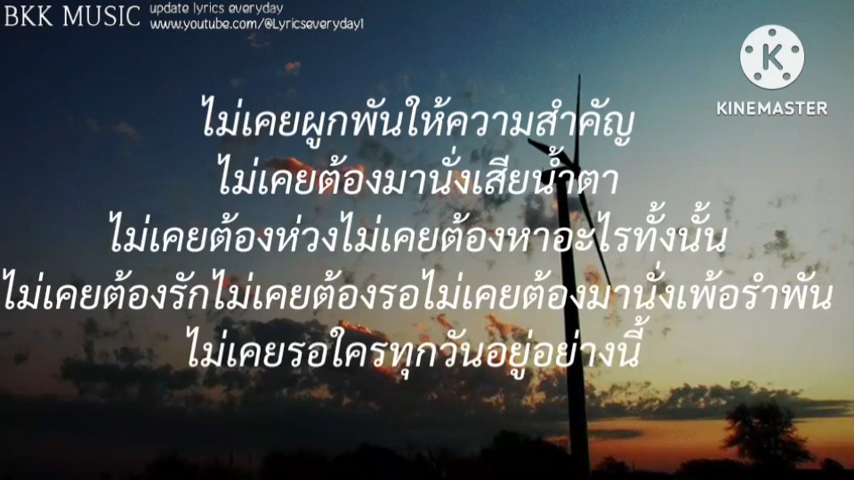 BKK MUSIC
update lyrics everyday
www.youtube.com/@Lyricseveryday1
KINEMASTER
ไม่เคยผูกพันให้ความสำคัญ
ไม่เคยต้องมานั่งเสียน้ำตา
ไม่เคยต้องห่วงไม่เคยต้องหาอะไรทั้งนั้น
ไม่เคยต้องรักไม่เคยต้องรอไม่เคยต้องมานั่งเพ้อรำพัน
ไม่เคยรอใครทุกวันอยู่อย่างนี้